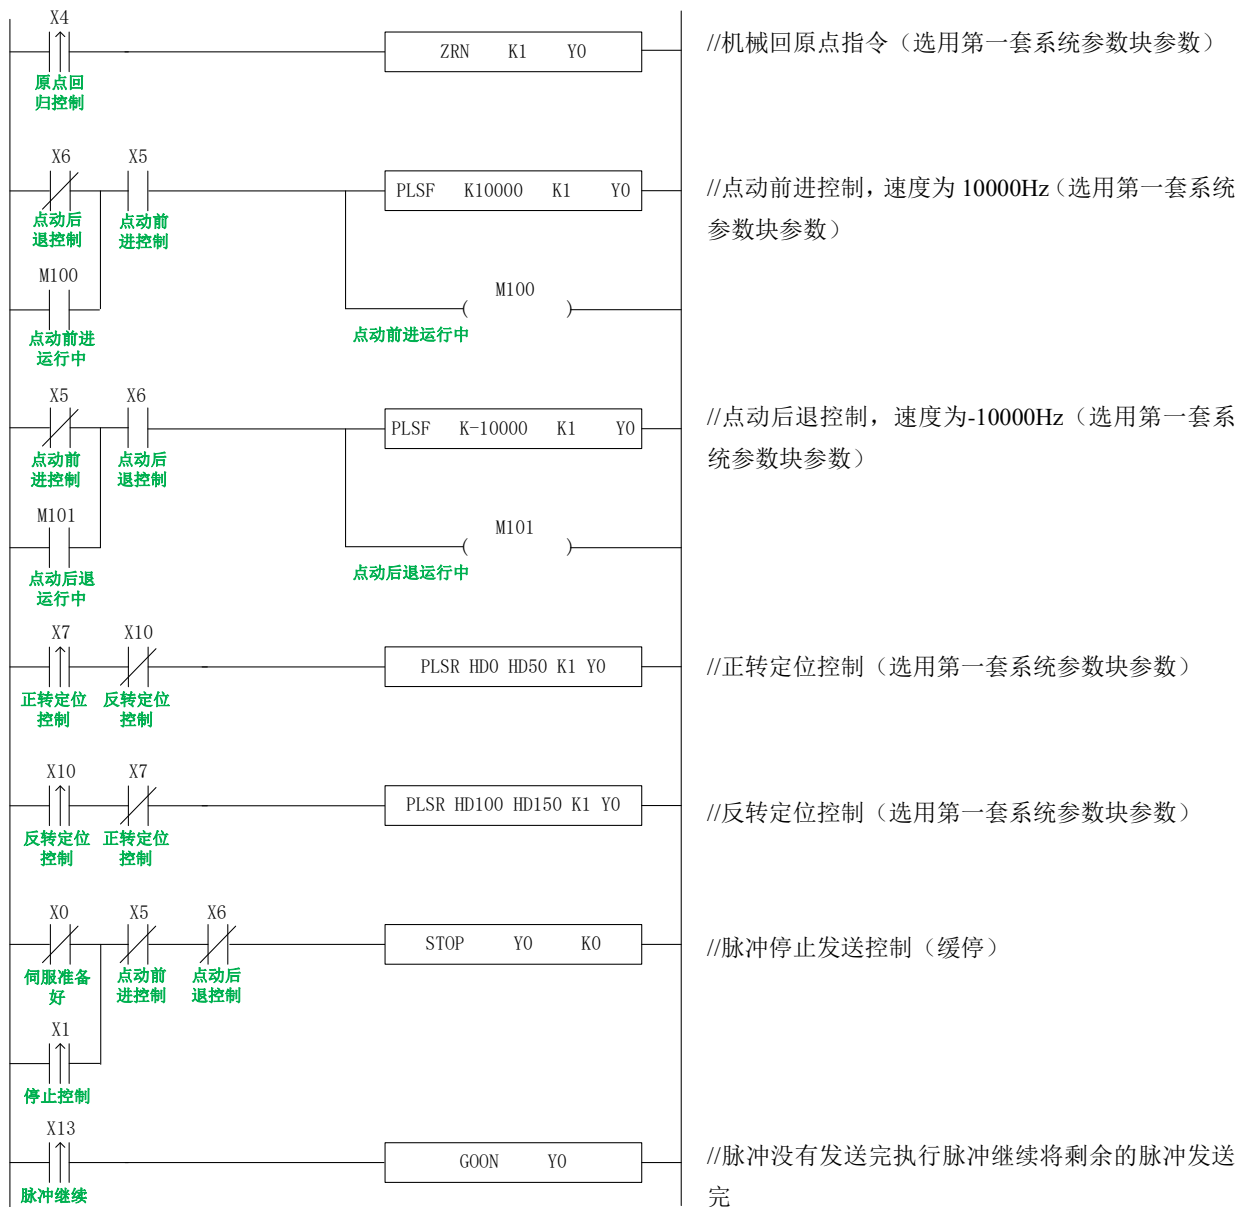 X4
ZRN K1 Y0
//机械回原点指令（选用第一套系统参数块参数）
原点回
归控制
X6 X5
PLSF K10000 K1 Y0
//点动前进控制，速度为 10000Hz（选用第一套系统
参数块参数）
点动后
退控制
点动前
进控制
M100
M100
点动前进
运行中
点动前进运行中
X5 X6
PLSF K-10000 K1 Y0
//点动后退控制，速度为-10000Hz（选用第一套系
统参数块参数）
点动前
进控制
点动后
退控制
M101
M101
点动后退
运行中
点动后退运行中
X7 X10
PLSR HD0 HD50 K1 Y0
//正转定位控制（选用第一套系统参数块参数）
正转定位
控制
反转定位
控制
X10 X7
PLSR HD100 HD150 K1 Y0
//反转定位控制（选用第一套系统参数块参数）
反转定位
控制
正转定位
控制
X0 X5 X6
STOP Y0 K0
//脉冲停止发送控制（缓停）
伺服准备
好
点动前
进控制
点动后
退控制
X1
停止控制
X13
GOON Y0
//脉冲没有发送完执行脉冲继续将剩余的脉冲发送
完
脉冲继续